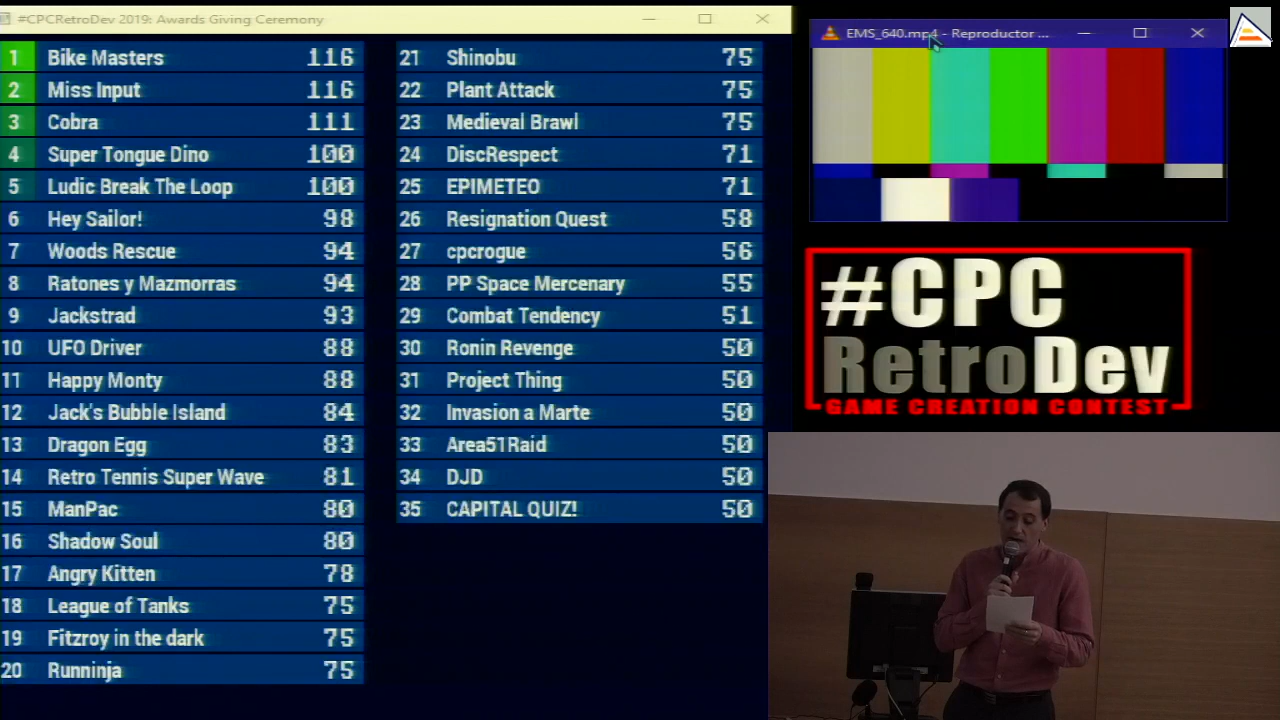 #CPCRetroDev 2019: Awards Giving Ceremony
1 Bike Masters 116
2 Miss Input 116
3 Cobra 111
4 Super Tongue Dino 100
5 Ludic Break The Loop 100
6 Hey Sailor! 98
7 Woods Rescue 94
8 Ratones y Mazmorras 94
9 Jackstrad 93
10 UFO Driver 88
11 Happy Monty 88
12 Jack's Bubble Island 84
13 Dragon Egg 83
14 Retro Tennis Super Wave 81
15 ManPac 80
16 Shadow Soul 80
17 Angry Kitten 78
18 League of Tanks 75
19 Fitzroy in the dark 75
20 Runninja 75
21 Shinobu 75
22 Plant Attack 75
23 Medieval Brawl 75
24 DiscRespect 71
25 EPIMETEO 71
26 Resignation Quest 58
27 cpcrogue 56
28 PP Space Mercenary 55
29 Combat Tendency 51
30 Ronin Revenge 50
31 Project Thing 50
32 Invasion a Marte 50
33 Area51Raid 50
34 DJD 50
35 CAPITAL QUIZ! 50
EMS_640.mp4 - Reproductor ...
#CPC
RetroDev
GAME CREATION CONTEST